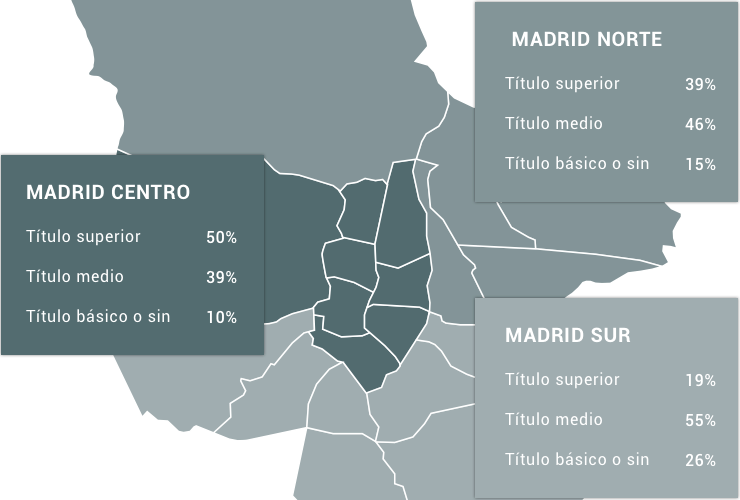 MADRID NORTE
Título superior 39%
Título medio 46%
Título básico o sin 15%
MADRID CENTRO
Título superior 50%
Título medio 39%
Título básico o sin 10%
MADRID SUR
Título superior 19%
Título medio 55%
Título básico o sin 26%